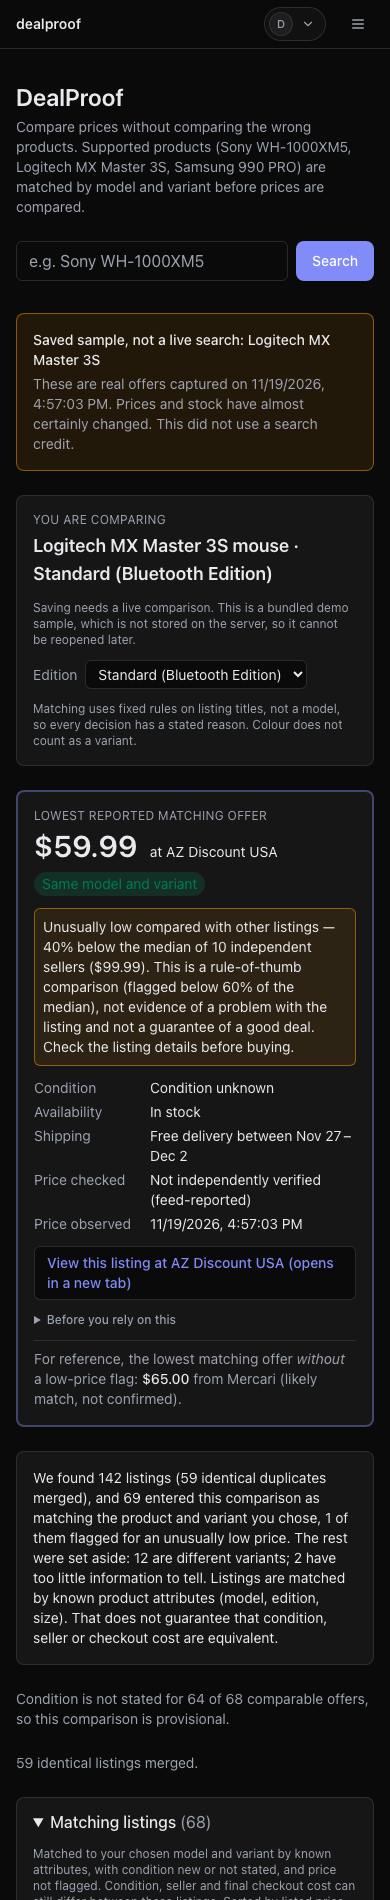 dealproof
D
DealProof
Compare prices without comparing the wrong
products. Supported products (Sony WH-1000XM5,
Logitech MX Master 3S, Samsung 990 PRO) are
matched by model and variant before prices are
compared.
e.g. Sony WH-1000XM5
Search
Saved sample, not a live search: Logitech MX
Master 3S
These are real offers captured on 11/19/2026,
4:57:03 PM. Prices and stock have almost
certainly changed. This did not use a search
credit.
YOU ARE COMPARING
Logitech MX Master 3S mouse ·
Standard (Bluetooth Edition)
Saving needs a live comparison. This is a bundled demo
sample, which is not stored on the server, so it cannot
be reopened later.
Edition Standard (Bluetooth Edition)
Matching uses fixed rules on listing titles, not a model,
so every decision has a stated reason. Colour does not
count as a variant.
LOWEST REPORTED MATCHING OFFER
$59.99 at AZ Discount USA
Same model and variant
Unusually low compared with other listings —
40% below the median of 10 independent
sellers ($99.99). This is a rule-of-thumb
comparison (flagged below 60% of the
median), not evidence of a problem with the
listing and not a guarantee of a good deal.
Check the listing details before buying.
Condition Condition unknown
Availability In stock
Shipping Free delivery between Nov 27 –
Dec 2
Price checked Not independently verified
(feed-reported)
Price observed 11/19/2026, 4:57:03 PM
View this listing at AZ Discount USA (opens
in a new tab)
Before you rely on this
For reference, the lowest matching offer without
a low-price flag: $65.00 from Mercari (likely
match, not confirmed).
We found 142 listings (59 identical duplicates
merged), and 69 entered this comparison as
matching the product and variant you chose, 1 of
them flagged for an unusually low price. The rest
were set aside: 12 are different variants; 2 have
too little information to tell. Listings are matched
by known product attributes (model, edition,
size). That does not guarantee that condition,
seller or checkout cost are equivalent.
Condition is not stated for 64 of 68 comparable offers,
so this comparison is provisional.
59 identical listings merged.
Matching listings (68)
Matched to your chosen model and variant by known
attributes, with condition new or not stated, and price
not flagged. Condition, seller and final checkout cost can
still differ between these listings. Sorted by listed price